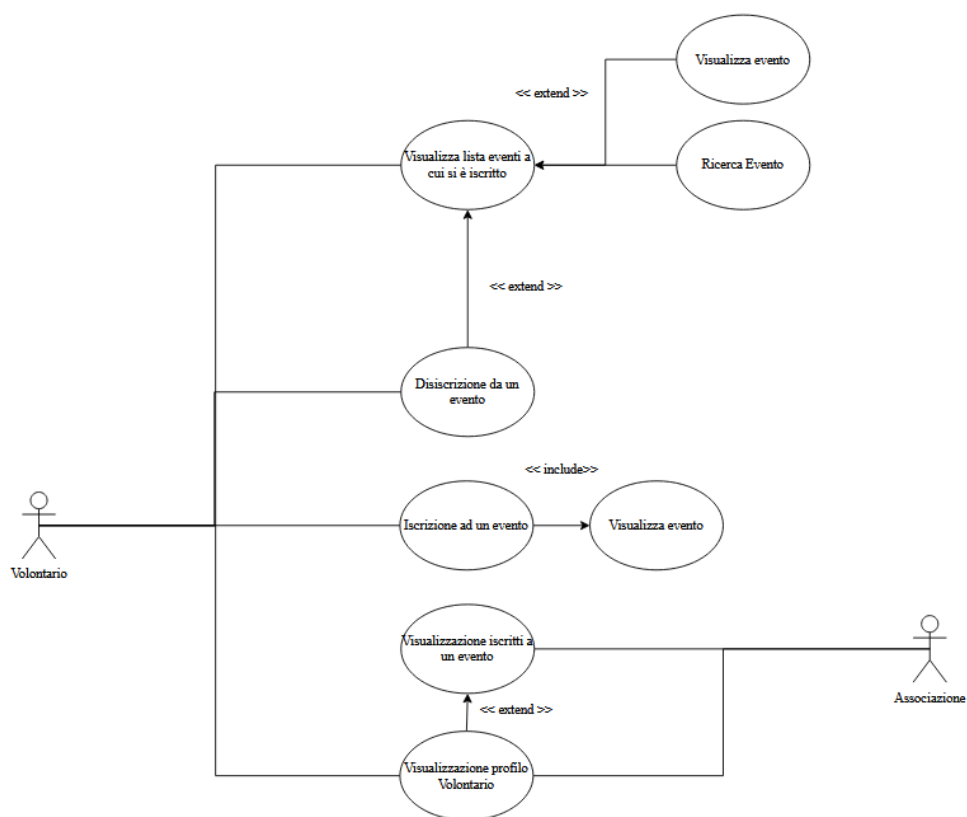 Visualizza evento
<< extend >>
Visualizza lista eventi a
cui si è iscritto
Ricerca Evento
<< extend >>
Disiscrizione da un
evento
<< include>>
Iscrizione ad un evento
Visualizza evento
Volontario
Visualizzazione iscritti a
un evento
Associazione
<< extend >>
Visualizzazione profilo
Volontario